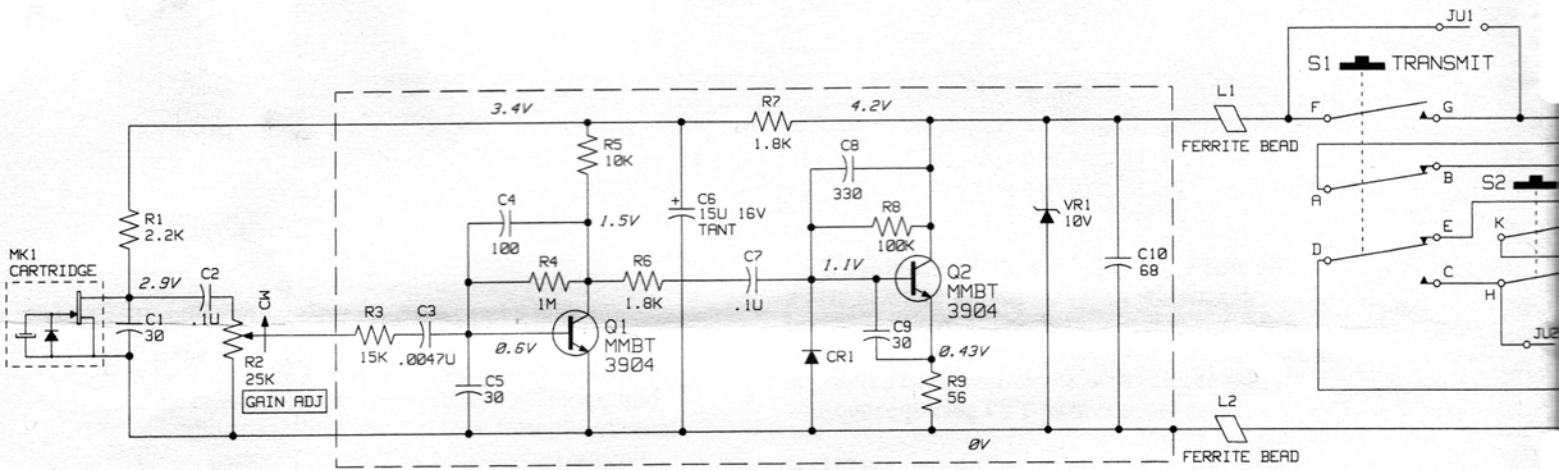 JU1
S1 TRANSMIT
L1
F
G
FERRITE BEAD
3.4V
R7
1.8K
4.2V
R5
10K
C8
330
C4
100
1.5V
C6
+
15U 16V
TANT
VR1
10V
B
S2
A
R1
2.2K
R8
100K
E
K
D
C10
68
MK1
CARTRIDGE
2.9V
C2
.1U
CW
R4
1M
R6
1.8K
C7
.1U
1.1V
Q2
MMBT
3904
C
H
C1
30
R3
15K
C3
.0047U
0.6V
Q1
MMBT
3904
C9
30
0.43V
CR1
R2
25K
GAIN ADJ
C5
30
R9
56
L2
0V
FERRITE BEAD